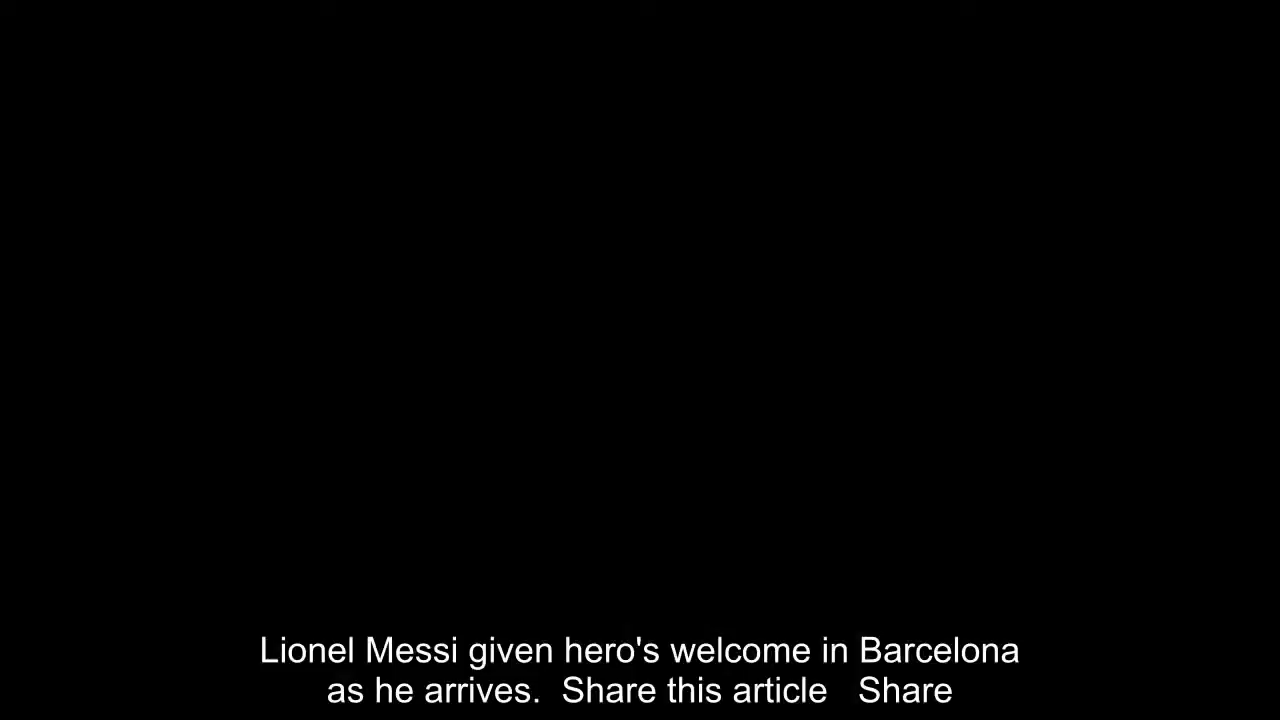 Lionel Messi given hero's welcome in Barcelona
as he arrives.  Share this article   Share